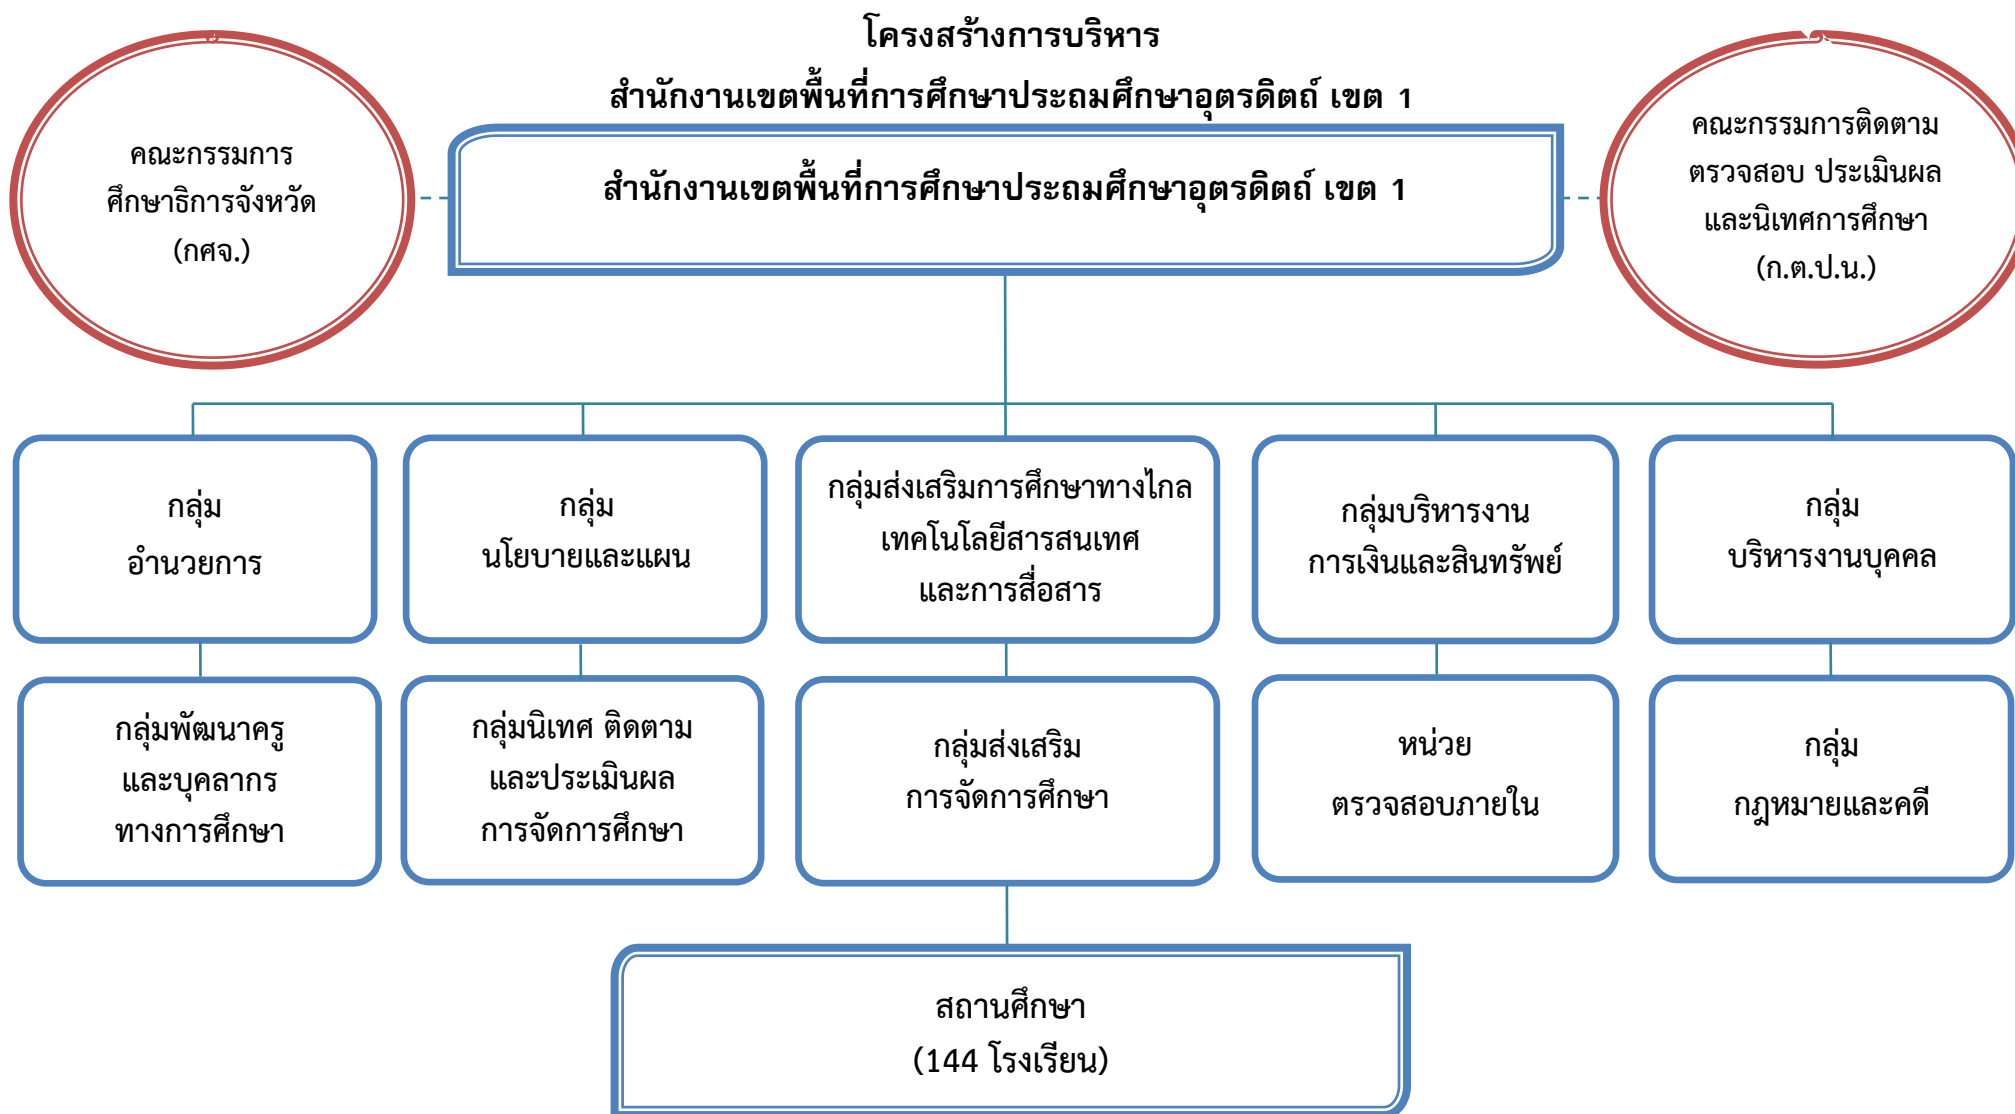 โครงสร้างการบริหาร
สำนักงานเขตพื้นที่การศึกษาประถมศึกษาอุตรดิตถ์ เขต 1
คณะกรรมการ
ศึกษาธิการจังหวัด
(กศจ.)
สำนักงานเขตพื้นที่การศึกษาประถมศึกษาอุตรดิตถ์ เขต 1
คณะกรรมการติดตาม
ตรวจสอบ ประเมินผล
และนิเทศการศึกษา
(ก.ต.ป.น.)
กลุ่ม
อำนวยการ
กลุ่ม
นโยบายและแผน
กลุ่มส่งเสริมการศึกษาทางไกล
เทคโนโลยีสารสนเทศ
และการสื่อสาร
กลุ่มบริหารงาน
การเงินและสินทรัพย์
กลุ่ม
บริหารงานบุคคล
กลุ่มพัฒนาครู
และบุคลากร
ทางการศึกษา
กลุ่มนิเทศ ติดตาม
และประเมินผล
การจัดการศึกษา
กลุ่มส่งเสริม
การจัดการศึกษา
หน่วย
ตรวจสอบภายใน
กลุ่ม
กฎหมายและคดี
สถานศึกษา
(144 โรงเรียน)